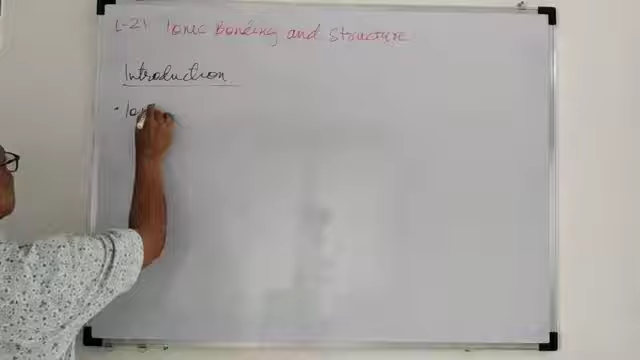 L-21 Ionic Bonding and Structure
Introduction